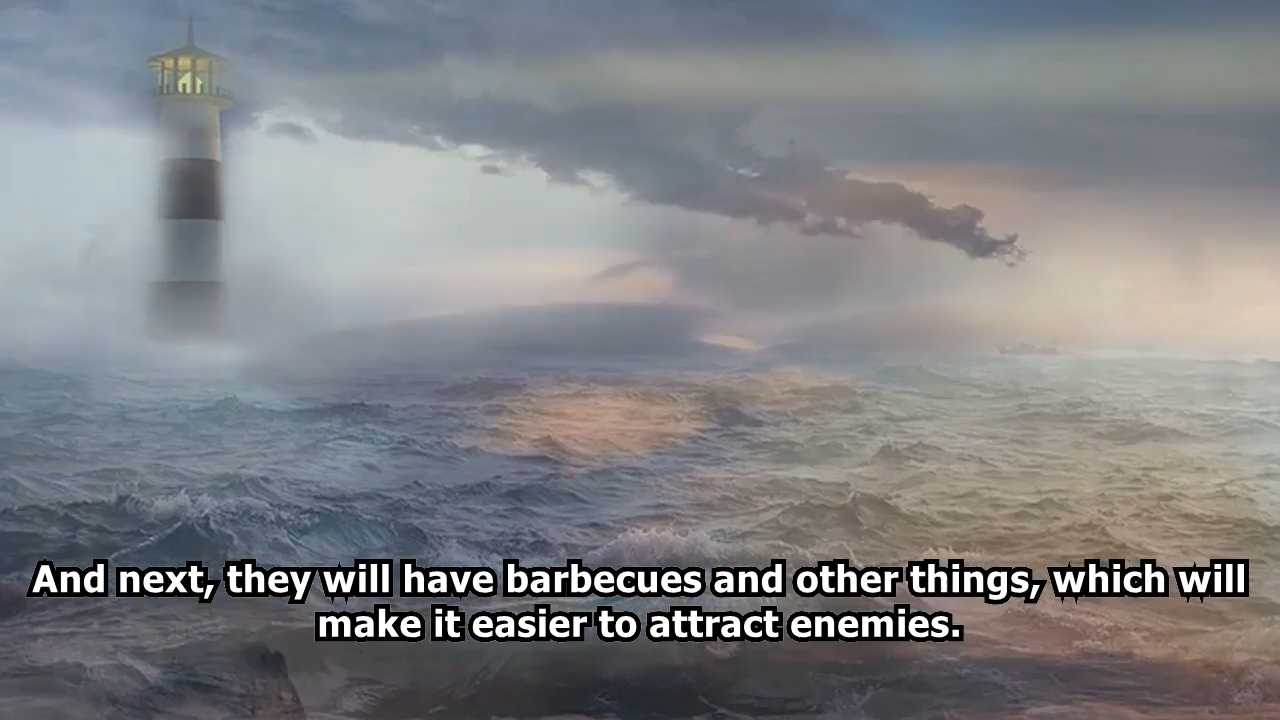 And next, they will have barbecues and other things, which will
make it easier to attract enemies.